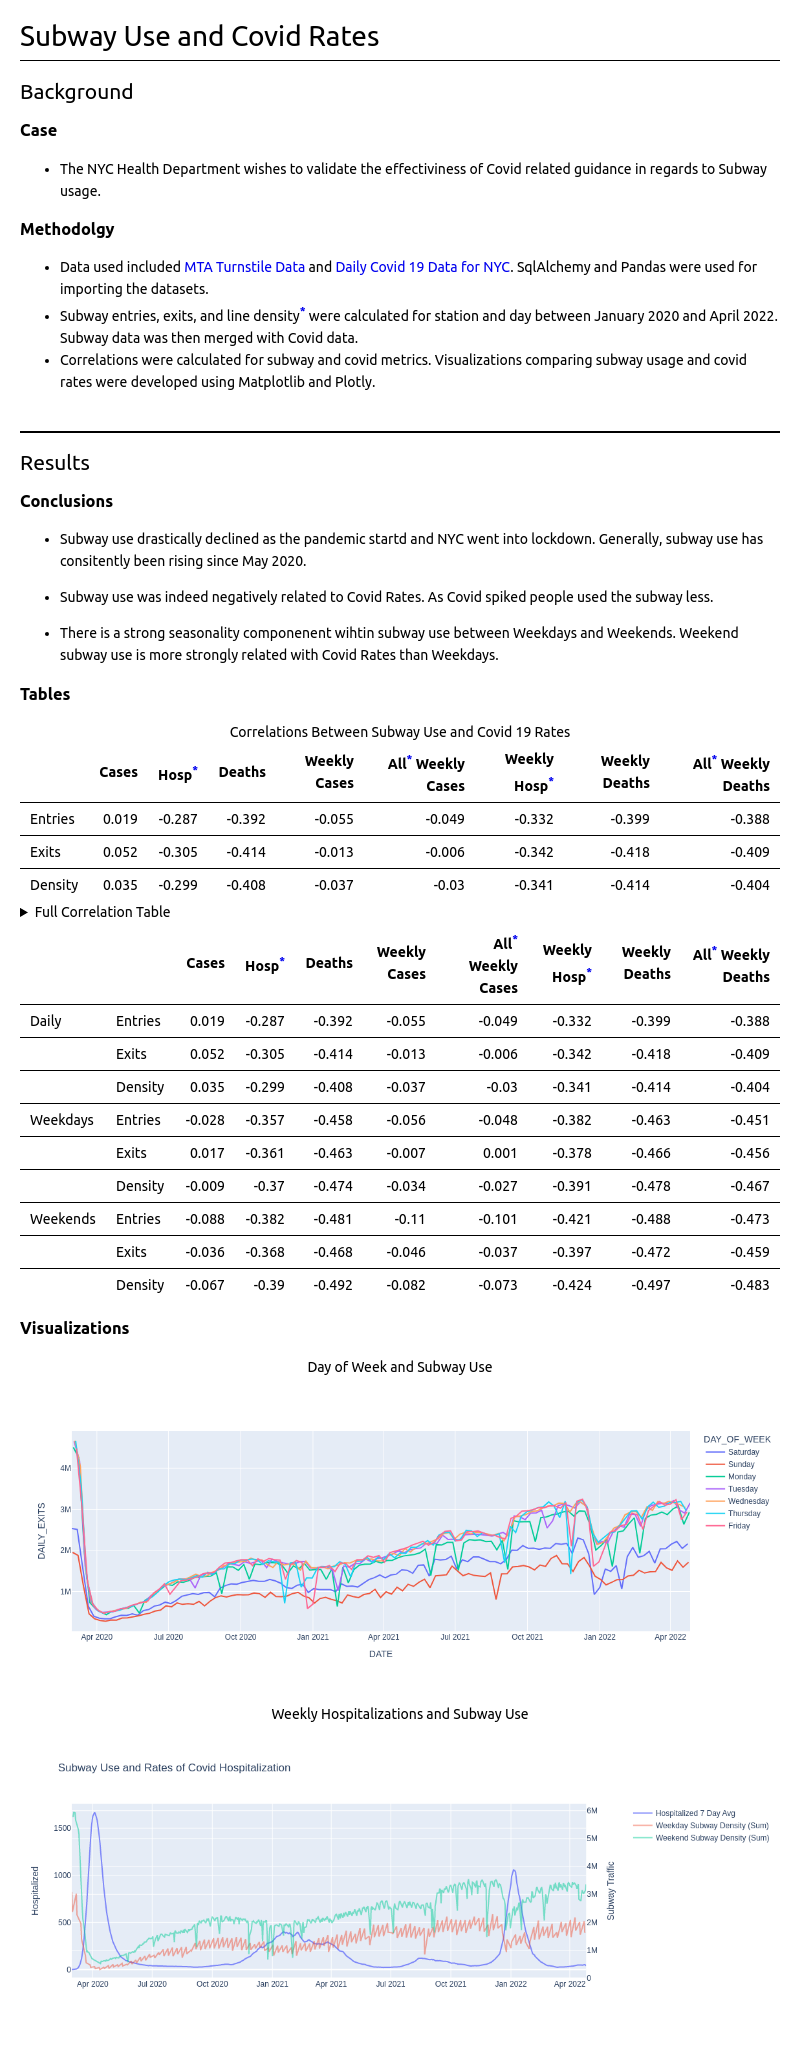 Subway Use and Covid Rates
Background
Case
• The NYC Health Department wishes to validate the effectiviness of Covid related guidance in regards to Subway
usage.
Methodolgy
• Data used included MTA Turnstile Data and Daily Covid 19 Data for NYC. SqlAlchemy and Pandas were used for
importing the datasets.
• Subway entries, exits, and line density* were calculated for station and day between January 2020 and April 2022.
Subway data was then merged with Covid data.
• Correlations were calculated for subway and covid metrics. Visualizations comparing subway usage and covid
rates were developed using Matplotlib and Plotly.
Results
Conclusions
• Subway use drastically declined as the pandemic startd and NYC went into lockdown. Generally, subway use has
consitently been rising since May 2020.
• Subway use was indeed negatively related to Covid Rates. As Covid spiked people used the subway less.
• There is a strong seasonality componenent wihtin subway use between Weekdays and Weekends. Weekend
subway use is more strongly related with Covid Rates than Weekdays.
Tables
Correlations Between Subway Use and Covid 19 Rates
Cases Hosp* Deaths Weekly Cases All* Weekly Cases Weekly Hosp* Weekly Deaths All* Weekly Deaths
Entries 0.019 -0.287 -0.392 -0.055 -0.049 -0.332 -0.399 -0.388
Exits 0.052 -0.305 -0.414 -0.013 -0.006 -0.342 -0.418 -0.409
Density 0.035 -0.299 -0.408 -0.037 -0.03 -0.341 -0.414 -0.404
▶ Full Correlation Table
Cases Hosp* Deaths Weekly Cases All* Weekly Cases Weekly Hosp* Weekly Deaths All* Weekly Deaths
Daily Entries 0.019 -0.287 -0.392 -0.055 -0.049 -0.332 -0.399 -0.388
Exits 0.052 -0.305 -0.414 -0.013 -0.006 -0.342 -0.418 -0.409
Density 0.035 -0.299 -0.408 -0.037 -0.03 -0.341 -0.414 -0.404
Weekdays Entries -0.028 -0.357 -0.458 -0.056 -0.048 -0.382 -0.463 -0.451
Exits 0.017 -0.361 -0.463 -0.007 0.001 -0.378 -0.466 -0.456
Density -0.009 -0.37 -0.474 -0.034 -0.027 -0.391 -0.478 -0.467
Weekends Entries -0.088 -0.382 -0.481 -0.11 -0.101 -0.421 -0.488 -0.473
Exits -0.036 -0.368 -0.468 -0.046 -0.037 -0.397 -0.472 -0.459
Density -0.067 -0.39 -0.492 -0.082 -0.073 -0.424 -0.497 -0.483
Visualizations
Day of Week and Subway Use
DAY_OF_WEEK
Saturday
Sunday
Monday
Tuesday
Wednesday
Thursday
Friday
DAILY_EXITS
4M
3M
2M
1M
Apr 2020 Jul 2020 Oct 2020 Jan 2021 Apr 2021 Jul 2021 Oct 2021 Jan 2022 Apr 2022
DATE
Weekly Hospitalizations and Subway Use
Subway Use and Rates of Covid Hospitalization
Hospitalized 7 Day Avg
Weekday Subway Density (Sum)
Weekend Subway Density (Sum)
Hospitalized
1500
1000
500
0
6M
5M
4M
3M
2M
1M
0
Subway Traffic
Apr 2020 Jul 2020 Oct 2020 Jan 2021 Apr 2021 Jul 2021 Oct 2021 Jan 2022 Apr 2022